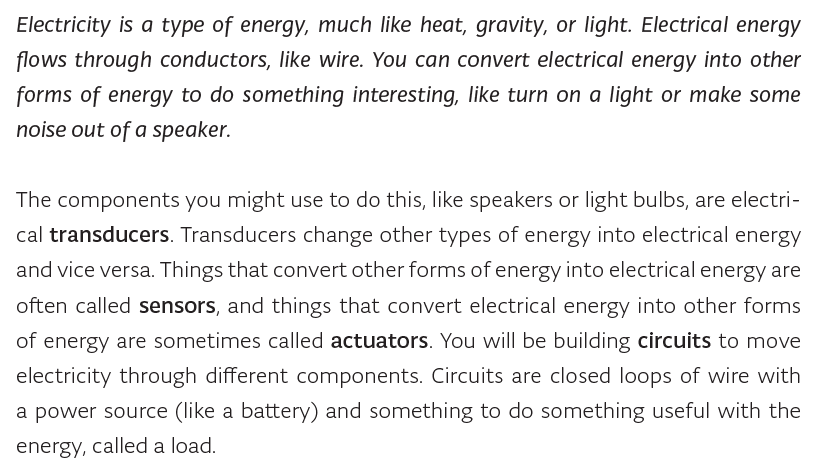 Electricity is a type of energy, much like heat, gravity, or light. Electrical energy
flows through conductors, like wire. You can convert electrical energy into other
forms of energy to do something interesting, like turn on a light or make some
noise out of a speaker.
The components you might use to do this, like speakers or light bulbs, are electri-
cal transducers. Transducers change other types of energy into electrical energy
and vice versa. Things that convert other forms of energy into electrical energy are
often called sensors, and things that convert electrical energy into other forms
of energy are sometimes called actuators. You will be building circuits to move
electricity through different components. Circuits are closed loops of wire with
a power source (like a battery) and something to do something useful with the
energy, called a load.